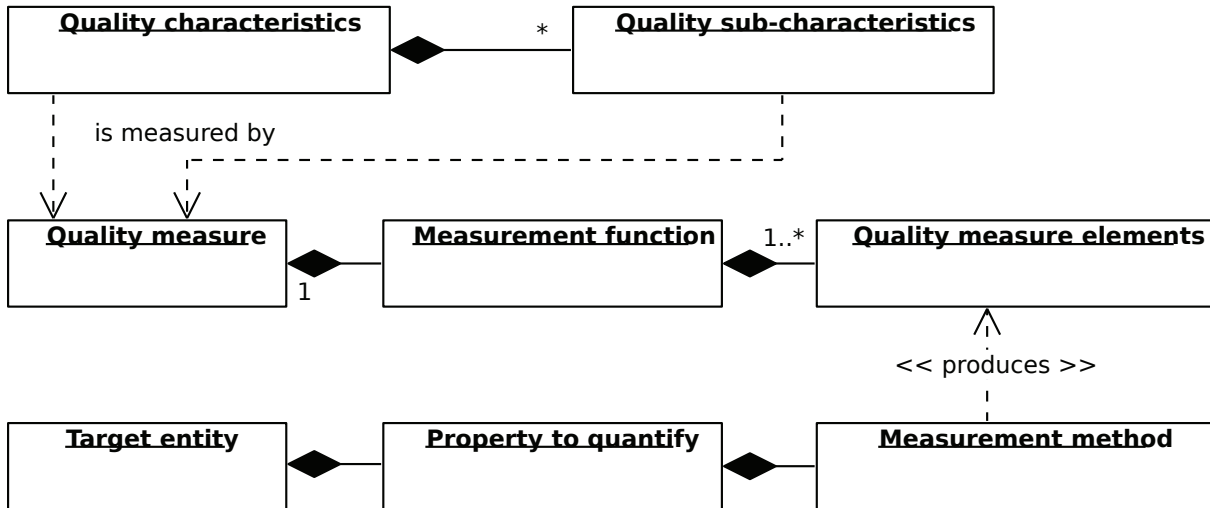 Quality characteristics
*
Quality sub-characteristics
is measured by
Quality measure
1
Measurement function
1..*
Quality measure elements
<< produces >>
Target entity
Property to quantify
Measurement method